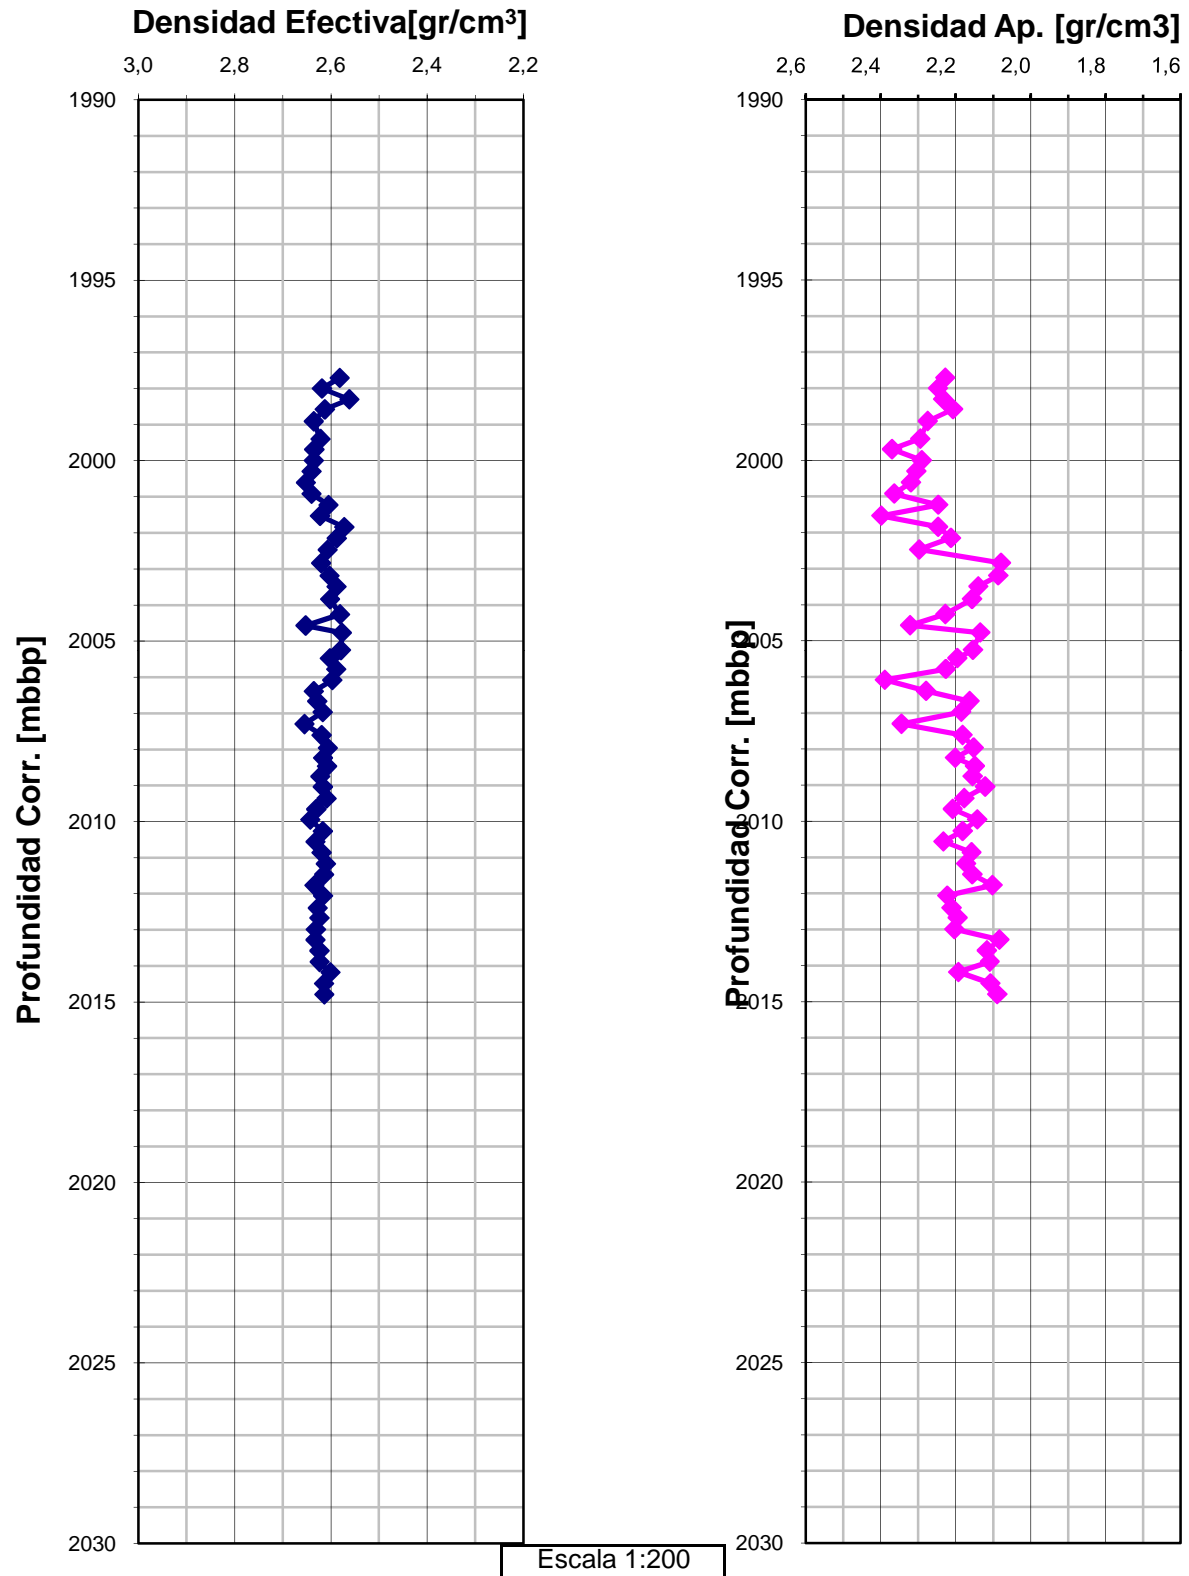 Densidad Efectiva[gr/cm³]
3,0 2,8 2,6 2,4 2,2
1990
1995
2000
2005
2010
2015
2020
2025
2030
Profundidad Corr. [mbbp]
Densidad Ap. [gr/cm3]
2,6 2,4 2,2 2,0 1,8 1,6
1990
1995
2000
2005
2010
2015
2020
2025
2030
Profundidad Corr. [mbbp]
Escala 1:200